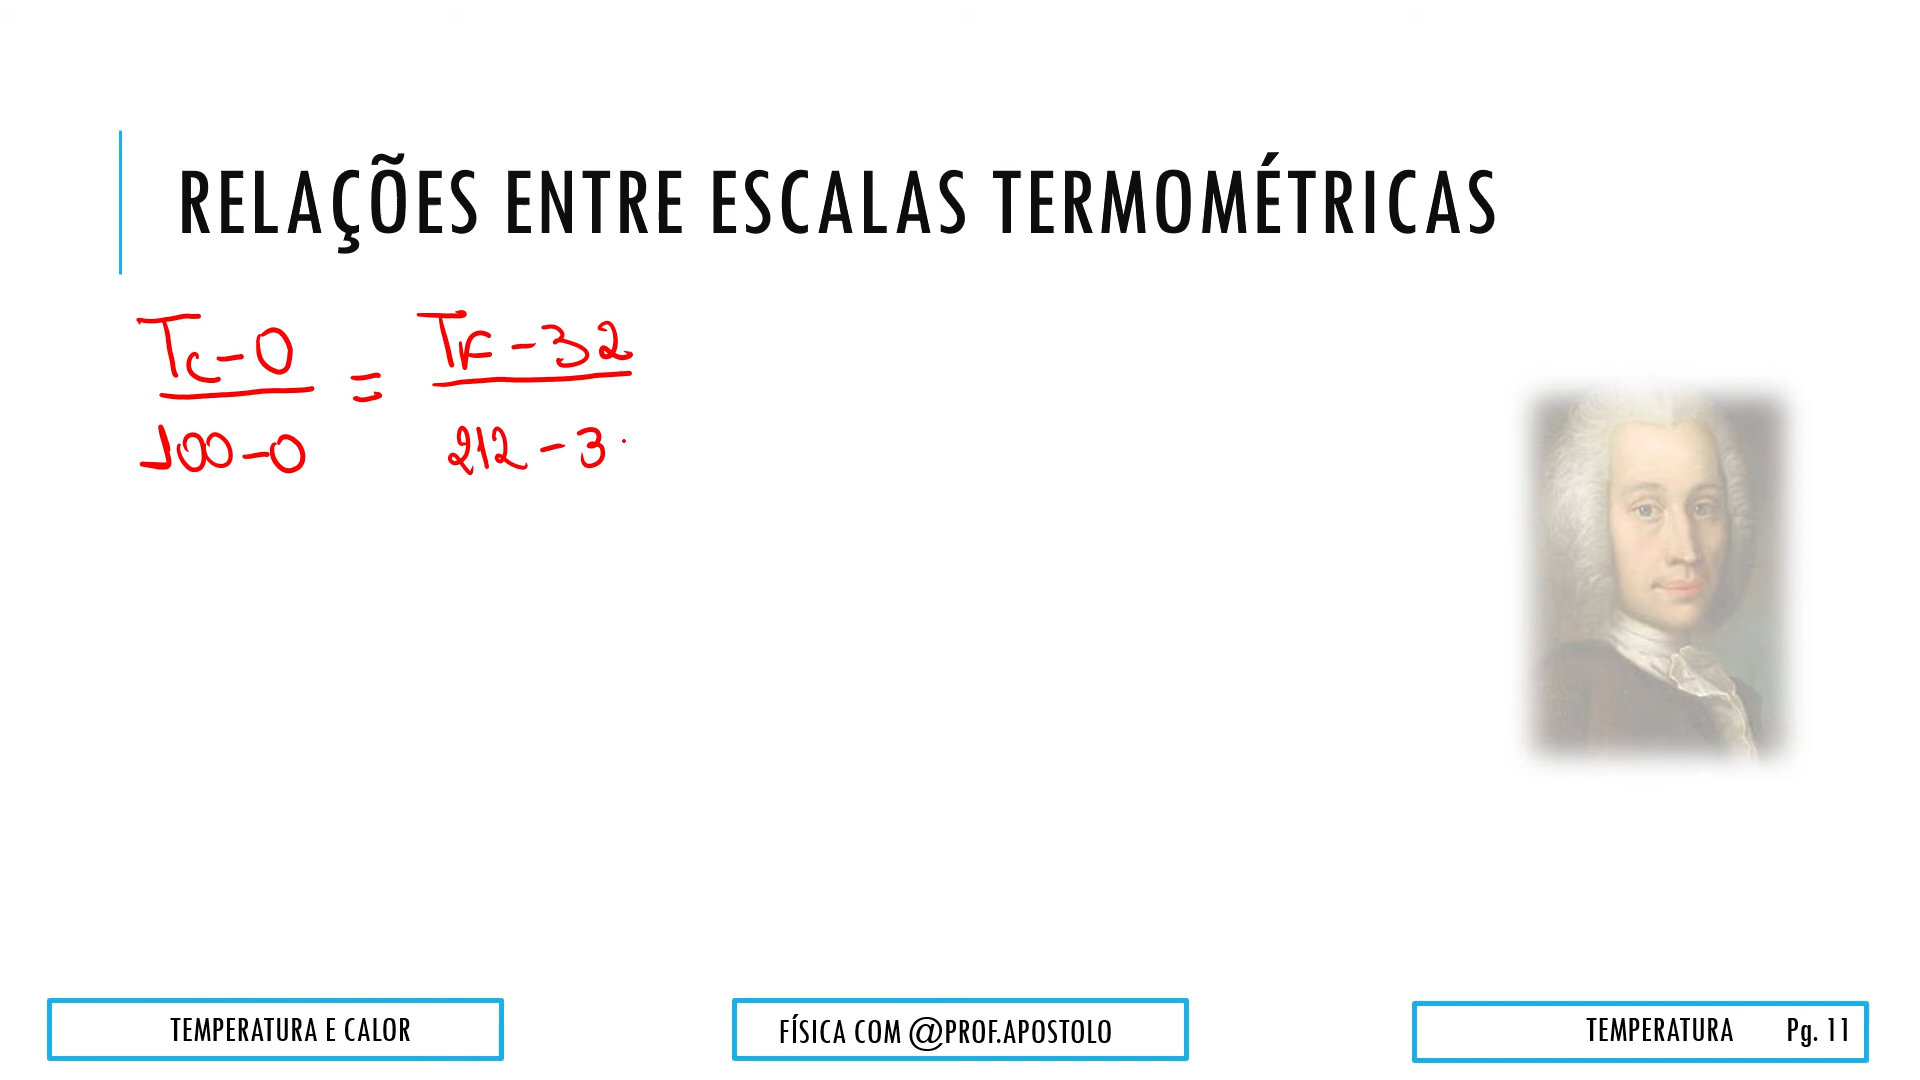 RELAÇÕES ENTRE ESCALAS TERMOMÉTRICAS
Tc-0 = TF-32
100-0 212-3
TEMPERATURA E CALOR
FÍSICA COM @PROF.APOSTOLO
TEMPERATURA Pg. 11